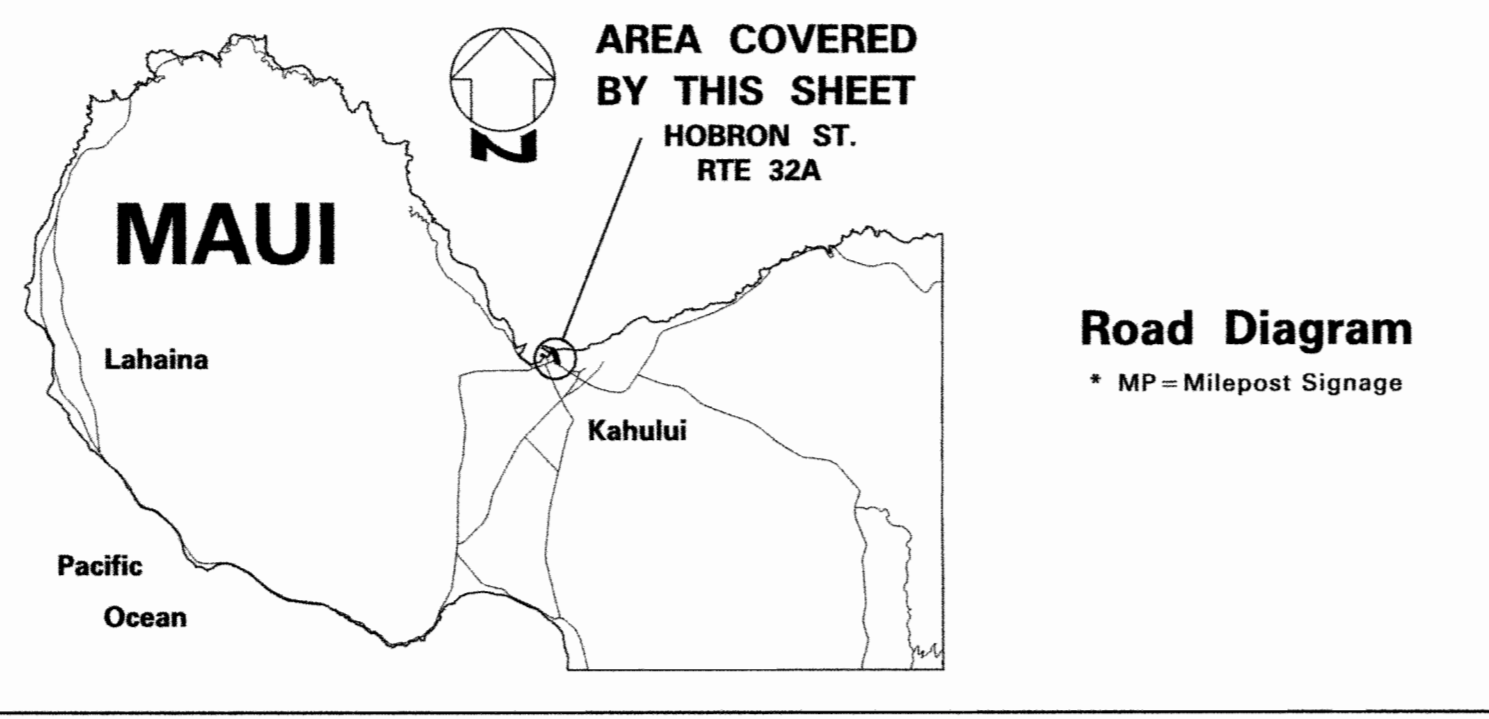 AREA COVERED
BY THIS SHEET
HOBRON ST.
RTE 32A
N
MAUI
Lahaina
Kahului
Pacific
Ocean
Road Diagram
* MP=Milepost Signage